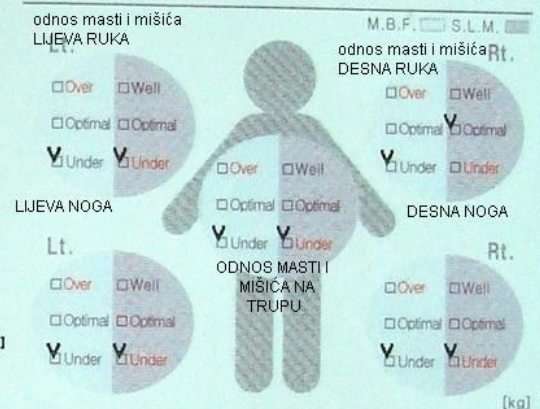 odnos masti i mišića
LIJEVA RUKA
Lt.
M.B.F. S.L.M.
odnos masti i mišića
DESNA RUKA
Rt.
Over Well
Optimal Optimal
Under Under
Over Well
Optimal Optimal
Under Under
Over Well
Optimal Optimal
Under Under
LIJEVA NOGA
DESNA NOGA
ODNOS MASTI I
MIŠIĆA NA
TRUPU
Lt.
Rt.
Over Well
Optimal Optimal
Under Under
Over Well
Optimal Optimal
Under Under
[kg]